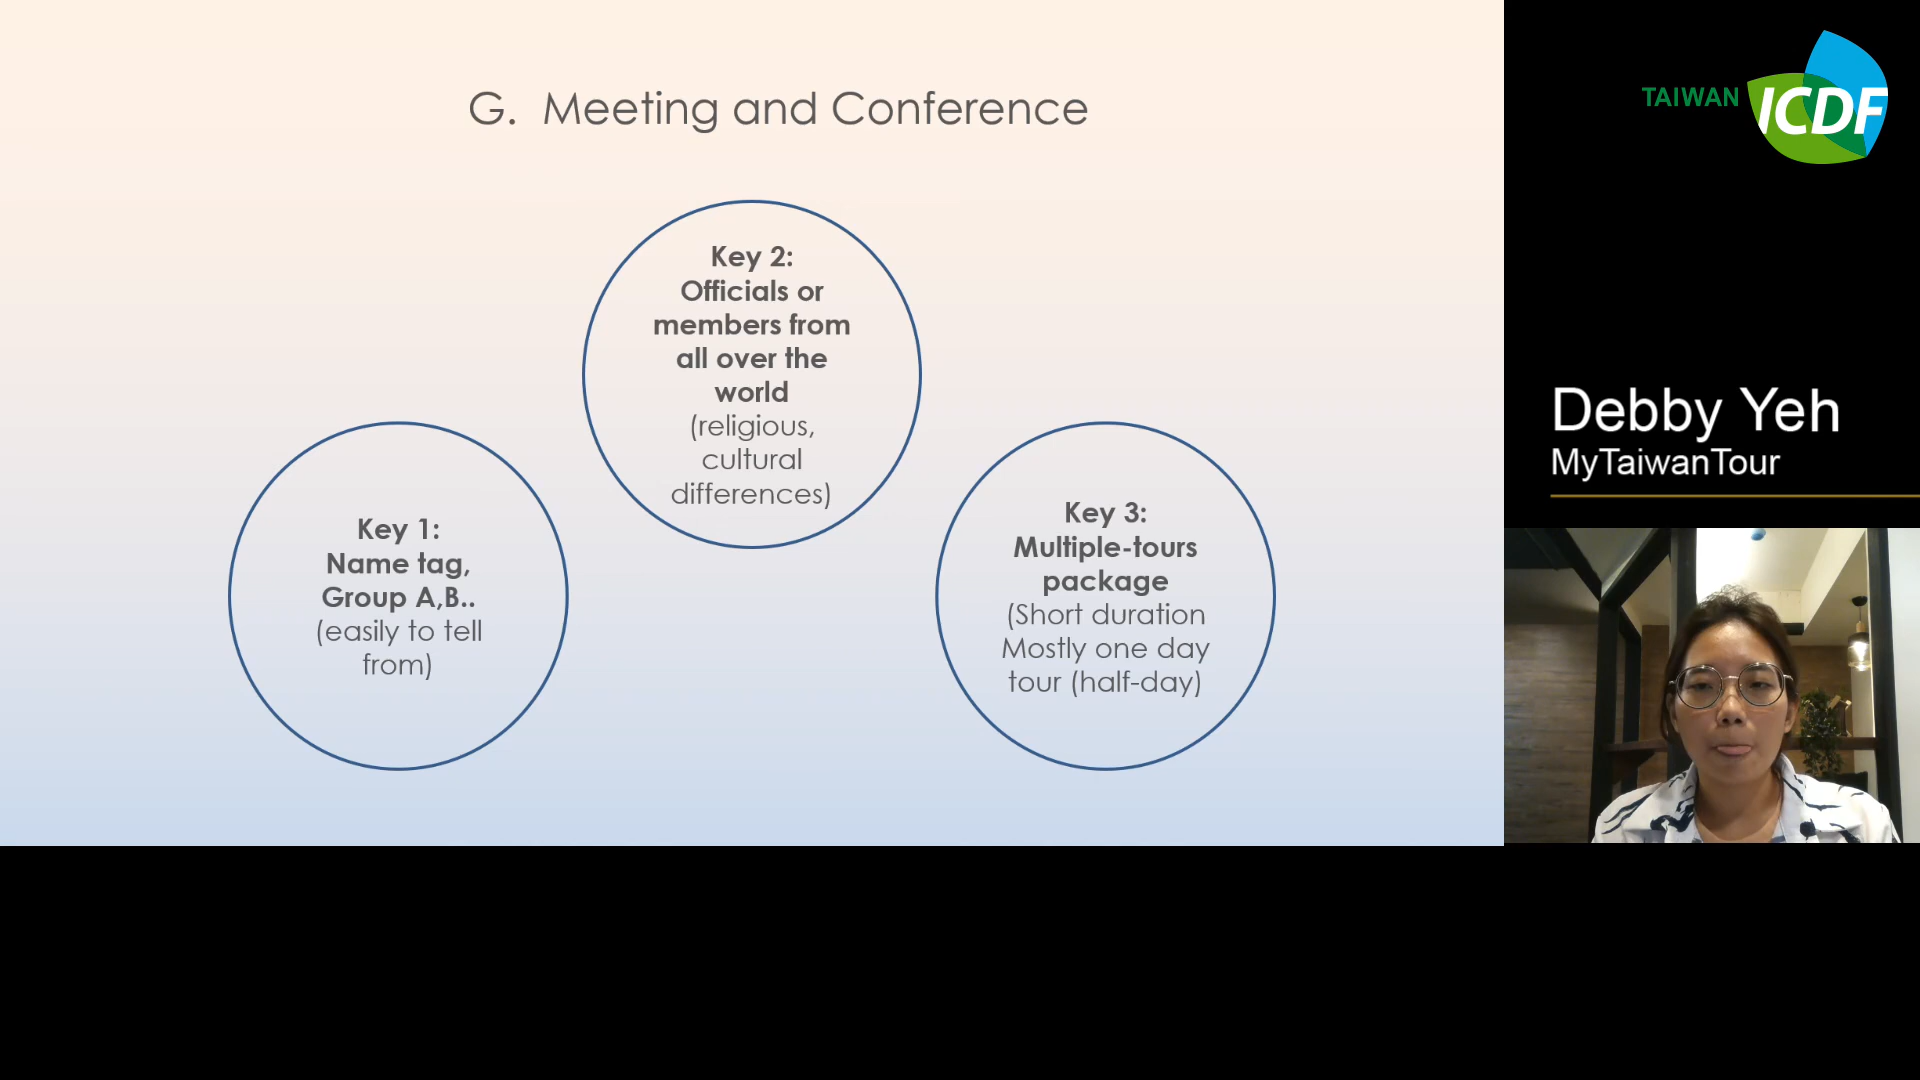 G. Meeting and Conference
Key 1:
Name tag,
Group A,B..
(easily to tell
from)
Key 2:
Officials or
members from
all over the
world
(religious,
cultural
differences)
Key 3:
Multiple-tours
package
(Short duration
Mostly one day
tour (half-day)
TAIWAN ICDF
Debby Yeh
MyTaiwanTour